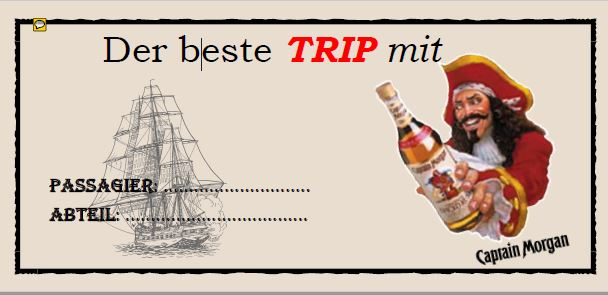 Der beste TRIP mit
PASSAGIER: ..............................
ABTEIL: .....................................
Captain Morgan